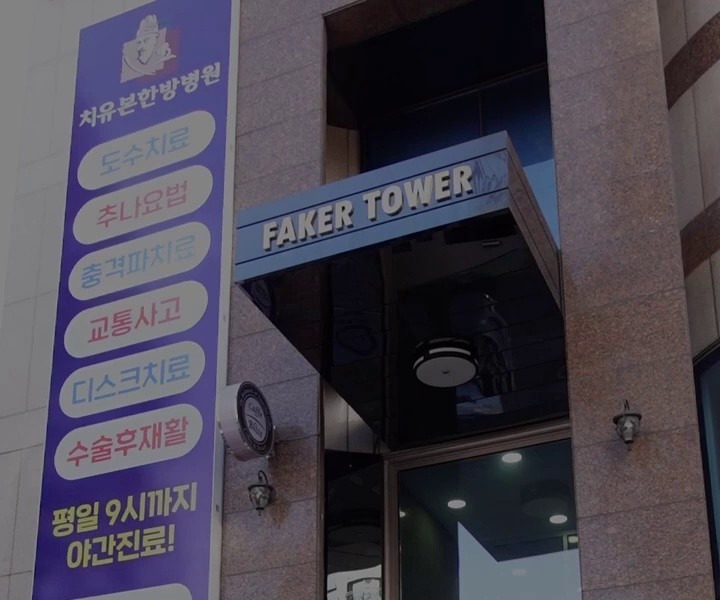 치유본한방병원
도수치료
추나요법
충격파치료
교통사고
디스크치료
수술후재활
평일 9시까지
야간진료!
FAKER TOWER